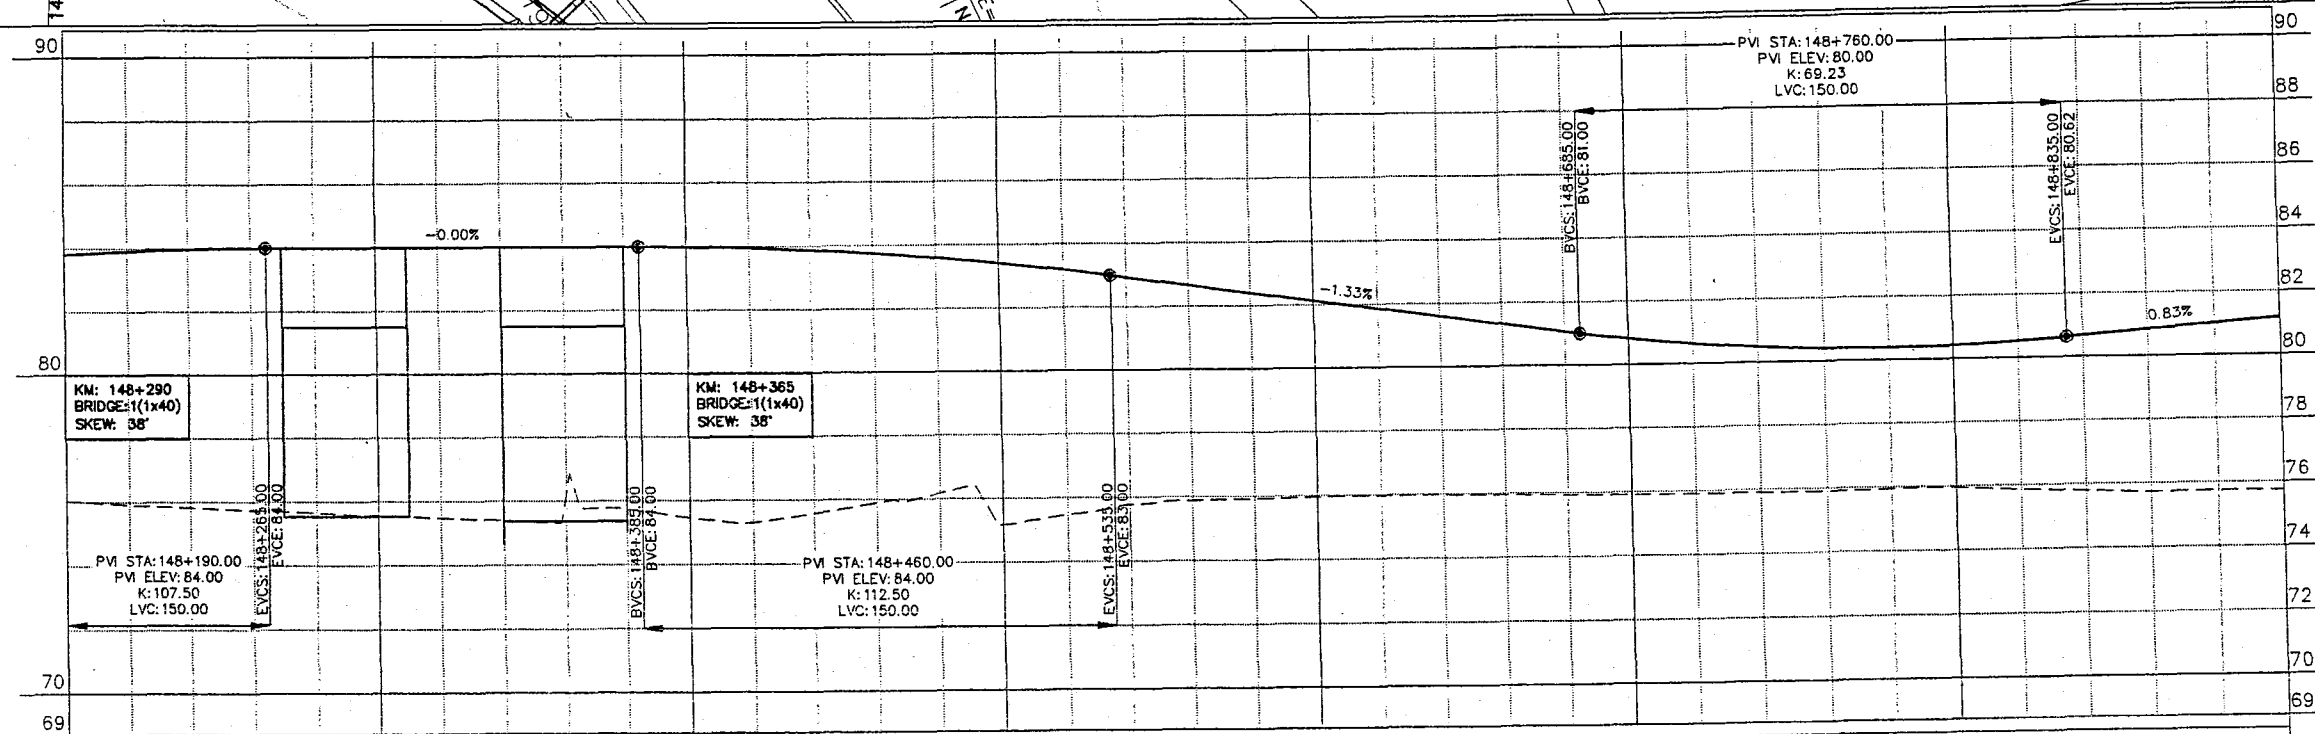 90
80
70
69
90
88
86
84
82
80
78
76
74
72
70
69
-0.00%
-1.33%
0.83%
PVI STA:148+760.00
PVI ELEV:80.00
K:69.23
LVC:150.00
BVCS:148+685.00
BVCE:81.00
EVCS:148+835.00
EVCE:80.62
KM: 148+290
BRIDGE:1(1x40)
SKEW: 38°
KM: 148+365
BRIDGE:1(1x40)
SKEW: 38°
PVI STA:148+190.00
PVI ELEV:84.00
K:107.50
LVC:150.00
EVCS:148+265.00
EVCE:84.00
BVCS:148+385.00
BVCE:84.00
PVI STA:148+460.00
PVI ELEV:84.00
K:112.50
LVC:150.00
EVCS:148+535.00
EVCE:83.00